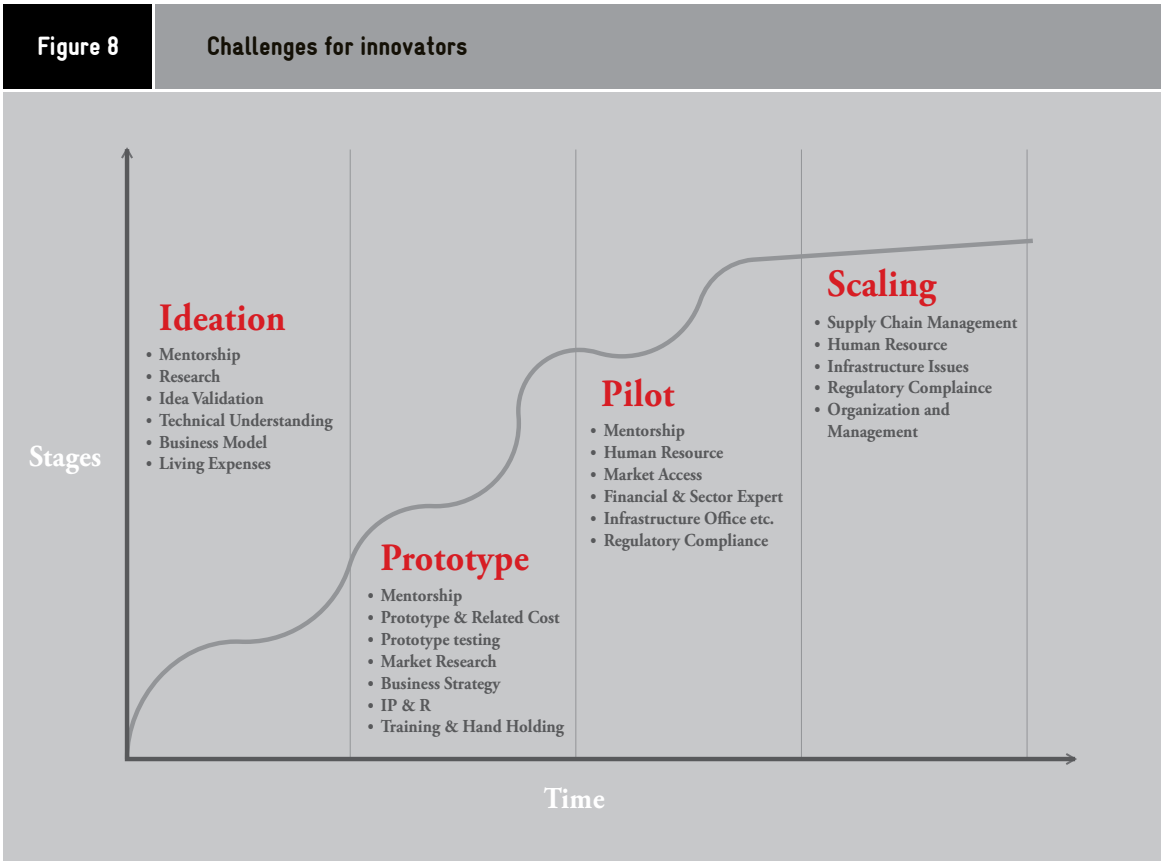 Figure 8
Challenges for innovators
Stages
Ideation
• Mentorship
• Research
• Idea Validation
• Technical Understanding
• Business Model
• Living Expenses
Prototype
• Mentorship
• Prototype & Related Cost
• Prototype testing
• Market Research
• Business Strategy
• IP & R
• Training & Hand Holding
Pilot
• Mentorship
• Human Resource
• Market Access
• Financial & Sector Expert
• Infrastructure Office etc.
• Regulatory Compliance
Scaling
• Supply Chain Management
• Human Resource
• Infrastructure Issues
• Regulatory Complaince
• Organization and
Management
Time